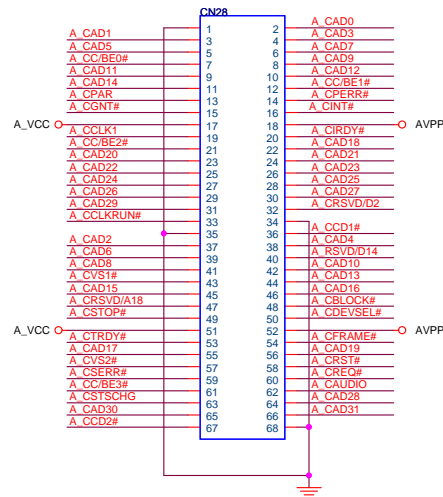 CN28
1 2 A_CAD0
A_CAD1 3 4 A_CAD3
A_CAD5 5 6 A_CAD7
A_CC/BE0# 7 8 A_CAD9
A_CAD11 9 10 A_CAD12
A_CAD14 11 12 A_CC/BE1#
A_CPAR 13 14 A_CPERR#
A_CGNT# 15 16 A_CINT#
A_VCC 17 18 AVPP
A_CCLK1 19 20 A_CIRDY#
A_CC/BE2# 21 22 A_CAD18
A_CAD20 23 24 A_CAD21
A_CAD22 25 26 A_CAD23
A_CAD24 27 28 A_CAD25
A_CAD26 29 30 A_CAD27
A_CAD29 31 32 A_CRSVD/D2
A_CCLKRUN# 33 34
35 36 A_CCD1#
A_CAD2 37 38 A_CAD4
A_CAD6 39 40 A_RSVD/D14
A_CAD8 41 42 A_CAD10
A_CVS1# 43 44 A_CAD13
A_CAD15 45 46 A_CAD16
A_CRSVD/A18 47 48 A_CBLOCK#
A_CSTOP# 49 50 A_CDEVSEL#
A_VCC 51 52 AVPP
A_CTRDY# 53 54 A_CFRAME#
A_CAD17 55 56 A_CAD19
A_CVS2# 57 58 A_CRST#
A_CSERR# 59 60 A_CREQ#
A_CC/BE3# 61 62 A_CAUDIO
A_CSTSCHG 63 64 A_CAD28
A_CAD30 65 66 A_CAD31
A_CCD2# 67 68